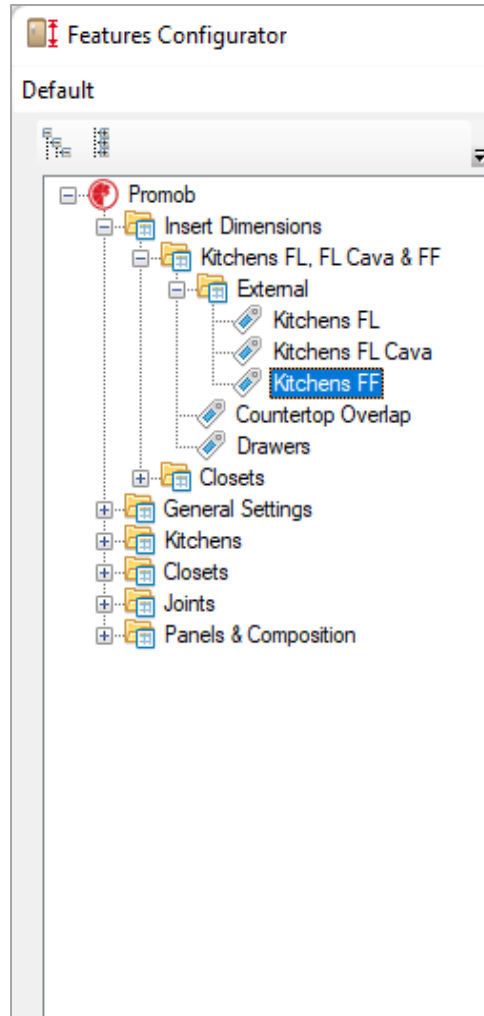 Features Configurator
Default
Promob
Insert Dimensions
Kitchens FL, FL Cava & FF
External
Kitchens FL
Kitchens FL Cava
Kitchens FF
Countertop Overlap
Drawers
Closets
General Settings
Kitchens
Closets
Joints
Panels & Composition